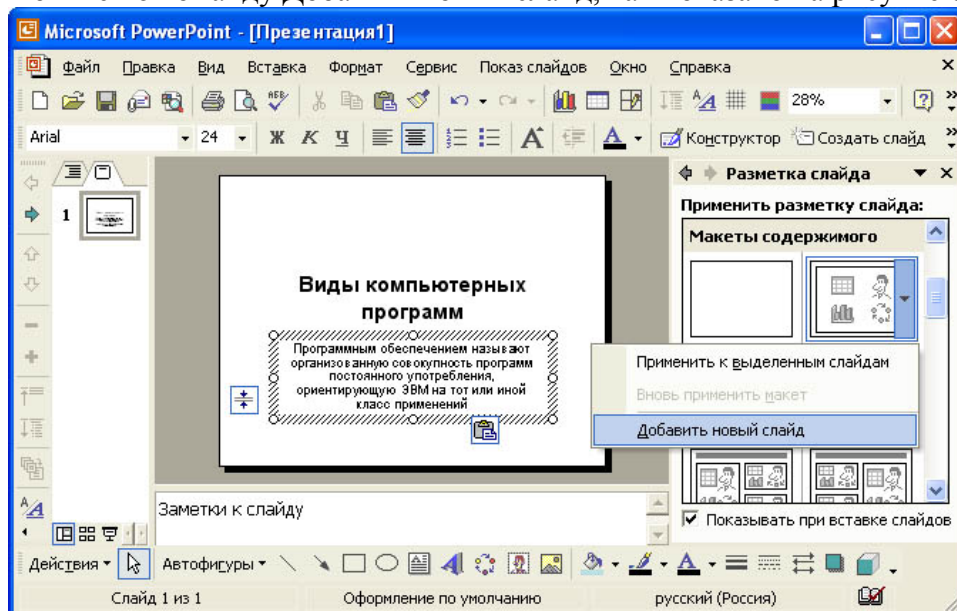 Microsoft PowerPoint - [Презентация1]
Файл Правка Вид Вставка Формат Сервис Показ слайдов Окно Справка
28%
Arial 24 Ж К Ч Конструктор Создать слайд
Разметка слайда
1
Применить разметку слайда:
Макеты содержимого
Виды компьютерных
программ
Программным обеспечением называют
организованную совокупность программ
постоянного употребления,
ориентирующую ЭВМ на тот или иной
класс применений
Применить к выделенным слайдам
Вновь применить макет
Добавить новый слайд
Заметки к слайду
Показывать при вставке слайдов
Действия Автофигуры
Слайд 1 из 1 Оформление по умолчанию русский (Россия)